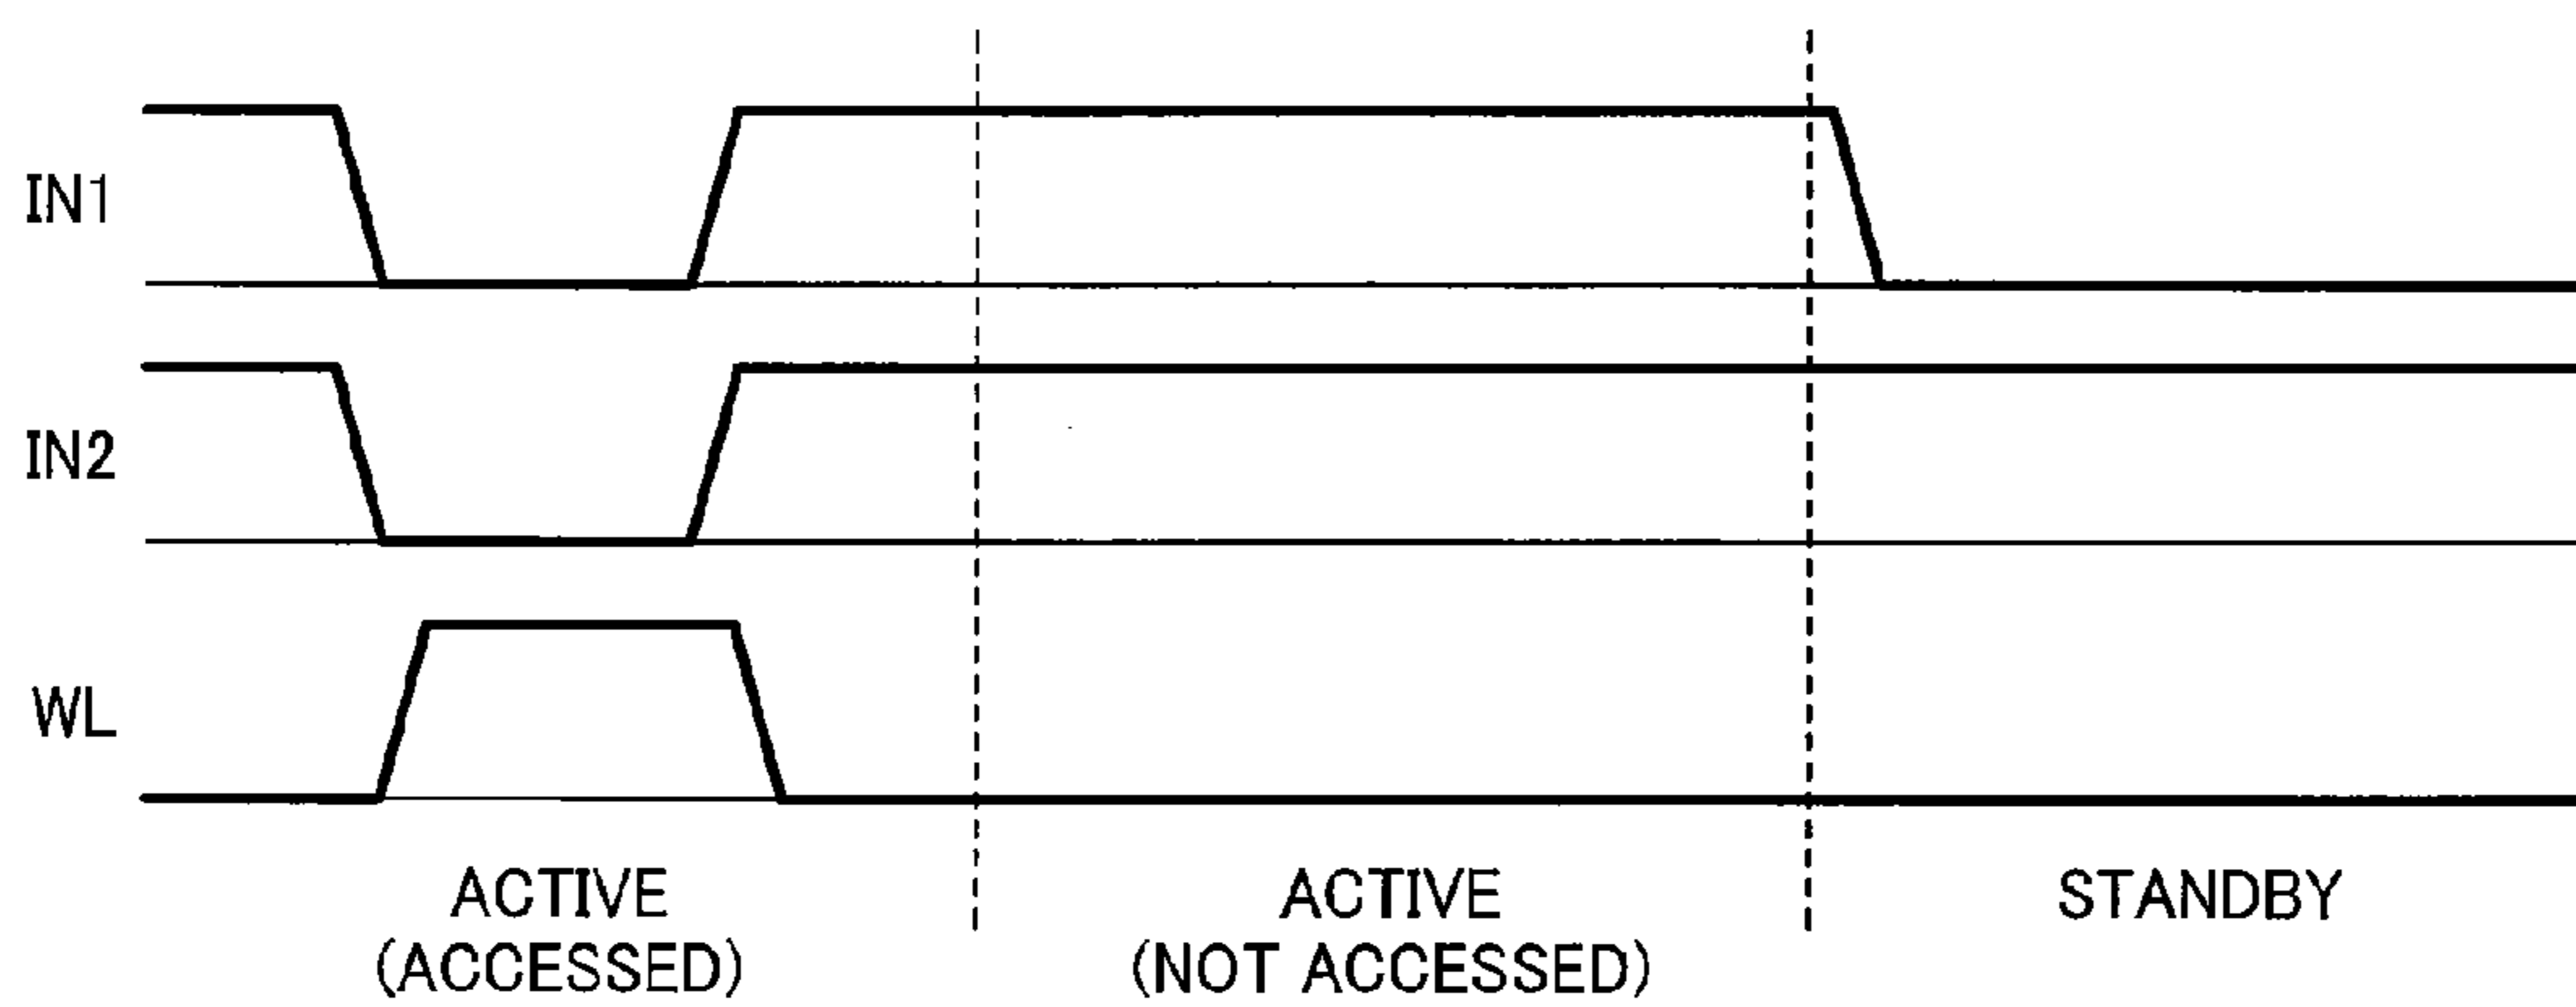 IN1
IN2
WL
ACTIVE
(ACCESSED)
ACTIVE
(NOT ACCESSED)
STANDBY